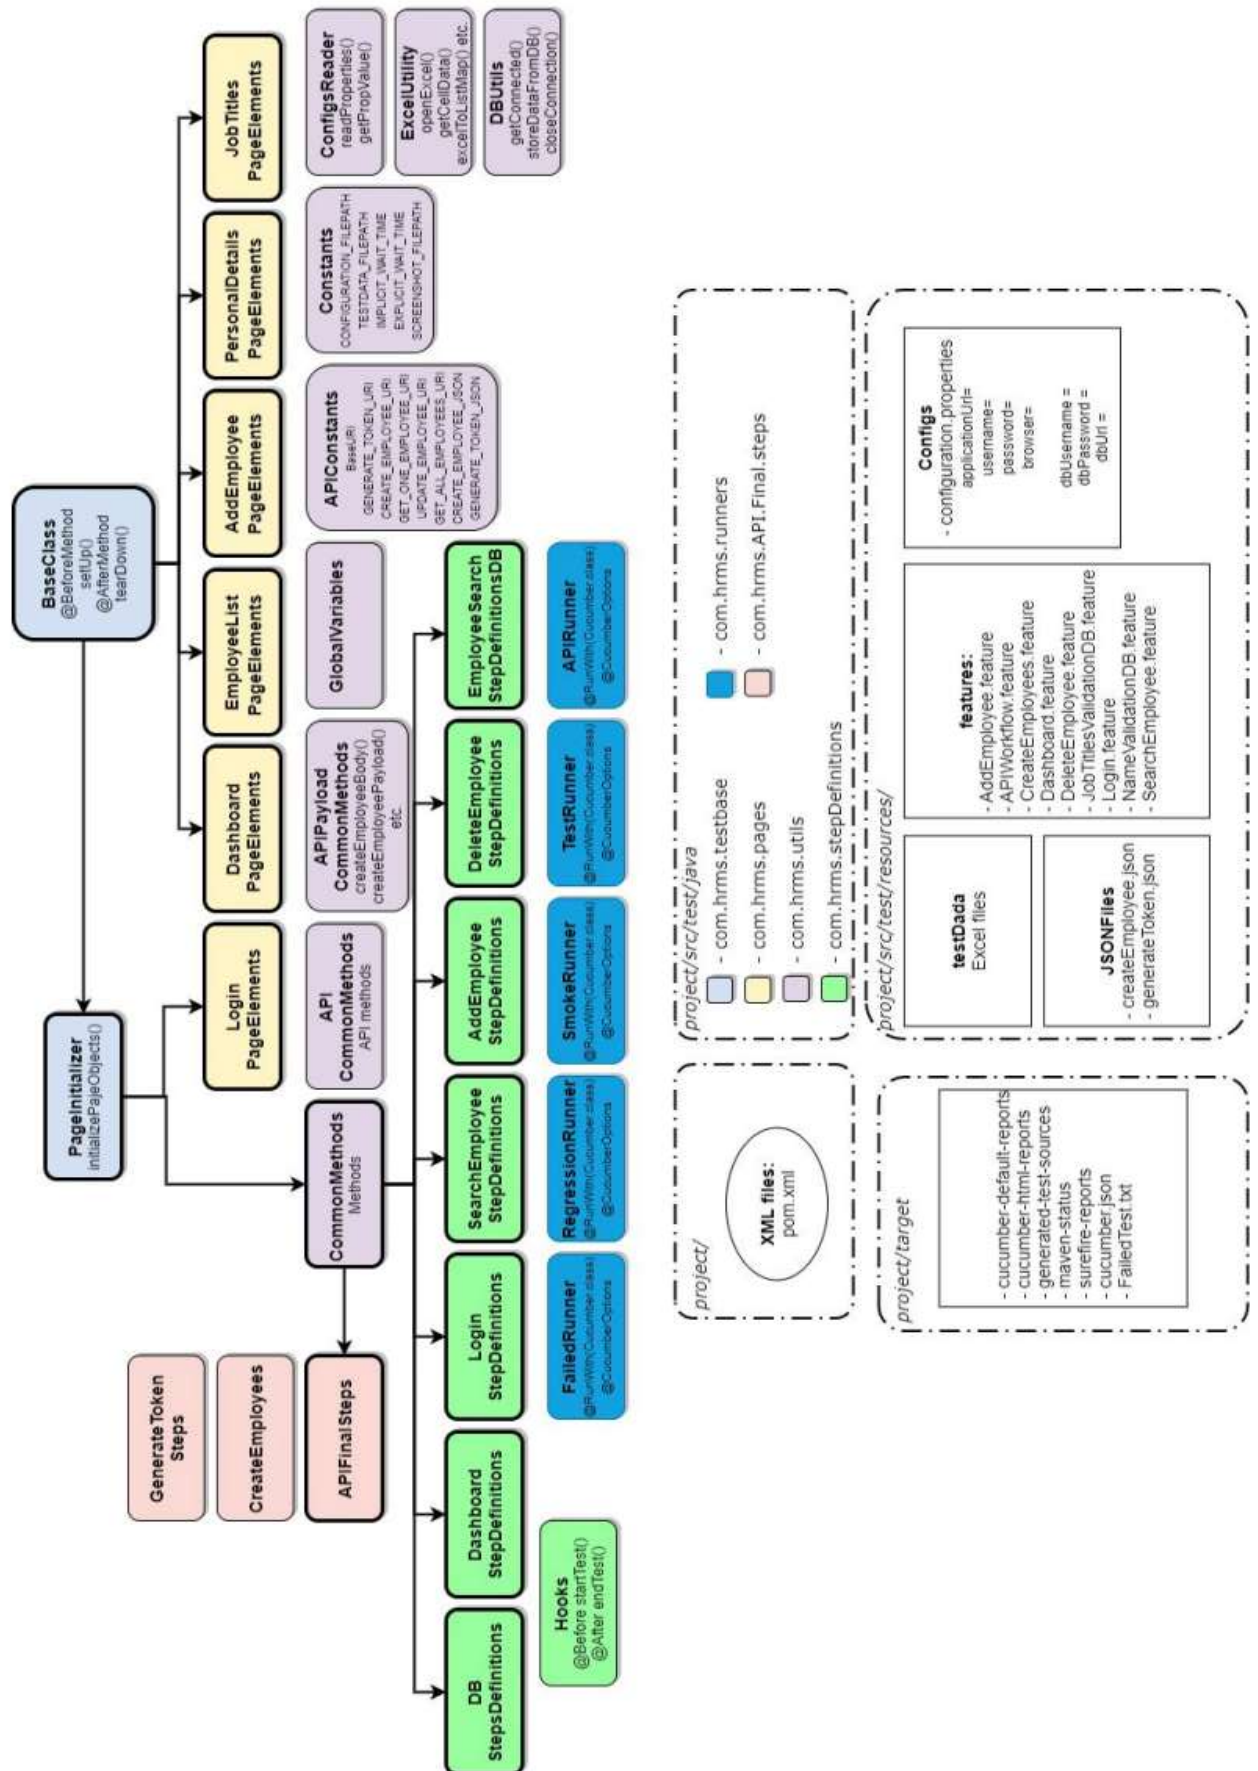 BaseClass
@BeforeMethod
setUp()
@AfterMethod
tearDown()
PageInitializer
initializePajeObjects()
GenerateToken
Steps
CreateEmployees
APIFinalSteps
Login
PageElements
Dashboard
PageElements
EmployeeList
PageElements
AddEmployee
PageElements
PersonalDetails
PageElements
JobTitles
PageElements
CommonMethods
Methods
API
CommonMethods
API methods
APIPayload
CommonMethods
createEmployeeBody()
createEmployeePayload()
etc
GlobalVariables
APIConstants
BaseURI
GENERATE_TOKEN_URI
CREATE_EMPLOYEE_URI
GET_ONE_EMPLOYEE_URI
UPDATE_EMPLOYEE_URI
GET_ALL_EMPLOYEES_URI
CREATE_EMPLOYEE_JSON
GENERATE_TOKEN_JSON
Constants
CONFIGURATION_FILEPATH
TESTDATA_FILEPATH
IMPLICIT_WAIT_TIME
EXPLICIT_WAIT_TIME
SCREENSHOT_FILEPATH
ConfigsReader
readProperties()
getPropValue()
ExcelUtility
openExcel()
getCellData()
excelToListMap() etc.
DBUtils
getConnected()
storeDataFromDB()
closeConnection()
DB
StepsDefinitions
Dashboard
StepDefinitions
Login
StepDefinitions
SearchEmployee
StepDefinitions
AddEmployee
StepDefinitions
DeleteEmployee
StepDefinitions
EmployeeSearch
StepDefinitionsDB
Hooks
@Before startTest()
@After endTest()
FailedRunner
@RunWith(Cucumber.class)
@CucumberOptions
RegressionRunner
@RunWith(Cucumber.class)
@CucumberOptions
SmokeRunner
@RunWith(Cucumber.class)
@CucumberOptions
TestRunner
@RunWith(Cucumber.class)
@CucumberOptions
APIRunner
@RunWith(Cucumber.class)
@CucumberOptions
project/
XML files:
pom.xml
project/src/test/java
- com.hrms.testbase
- com.hrms.pages
- com.hrms.utils
- com.hrms.stepDefinitions
- com.hrms.runners
- com.hrms.API.Final.steps
project/target
- cucumber-default-reports
- cucumber-html-reports
- generated-test-sources
- maven-status
- surefire-reports
- cucumber.json
- FailedTest.txt
project/src/test/resources/
testDada
Excel files
JSONFiles
- createEmployee.json
- generateToken.json
features:
- AddEmployee.feature
- APIWorkflow.feature
- CreateEmployees.feature
- Dashboard.feature
- DeleteEmployee.feature
- JobTitlesValidationDB.feature
- Login.feature
- NameValidationDB.feature
- SearchEmployee.feature
Configs
- configuration.properties
applicationUrl=
username=
password=
browser=
dbUsername =
dbPassword =
dbUrl =